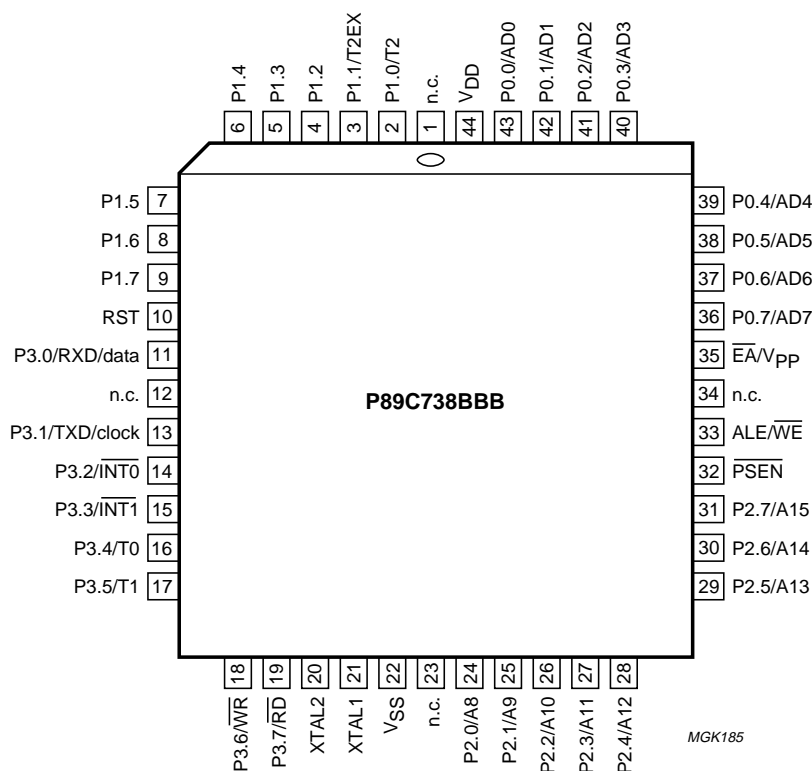 P1.4
P1.3
P1.2
P1.1/T2EX
P1.0/T2
n.c.
VDD
P0.0/AD0
P0.1/AD1
P0.2/AD2
P0.3/AD3
6
5
4
3
2
1
44
43
42
41
40
P1.5 7
P1.6 8
P1.7 9
RST 10
P3.0/RXD/data 11
n.c. 12
P3.1/TXD/clock 13
P3.2/INT0 14
P3.3/INT1 15
P3.4/T0 16
P3.5/T1 17
P89C738BBB
39 P0.4/AD4
38 P0.5/AD5
37 P0.6/AD6
36 P0.7/AD7
35 EA/VPP
34 n.c.
33 ALE/WE
32 PSEN
31 P2.7/A15
30 P2.6/A14
29 P2.5/A13
18
19
20
21
22
23
24
25
26
27
28
P3.6/WR
P3.7/RD
XTAL2
XTAL1
VSS
n.c.
P2.0/A8
P2.1/A9
P2.2/A10
P2.3/A11
P2.4/A12
MGK185